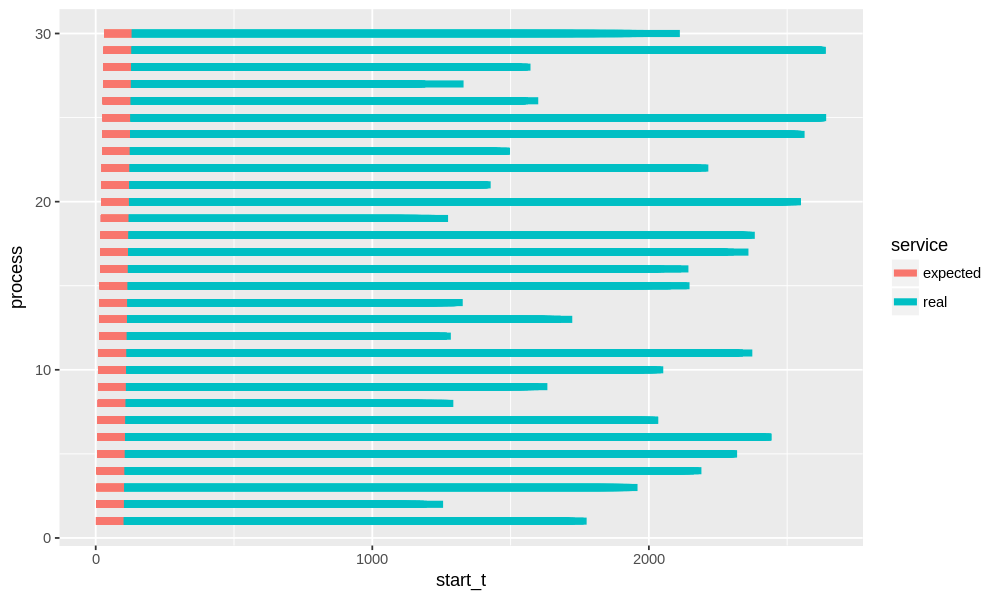 30
20
10
0
process
0 1000 2000
start_t
service
expected
real